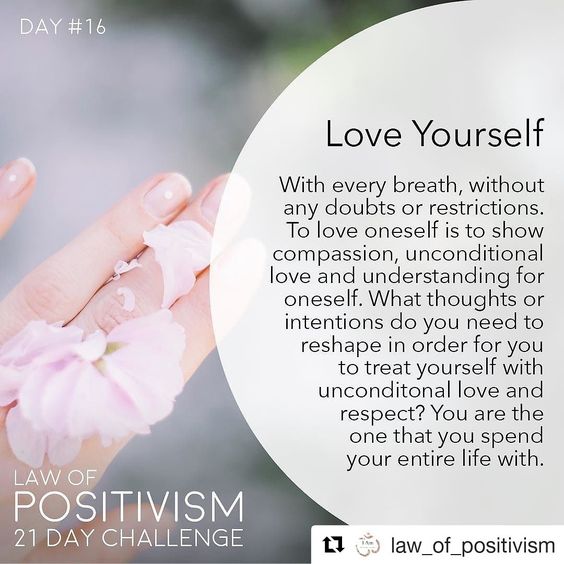 DAY #16
Love Yourself
With every breath, without
any doubts or restrictions.
To love oneself is to show
compassion, unconditional
love and understanding for
oneself. What thoughts or
intentions do you need to
reshape in order for you
to treat yourself with
unconditonal love and
respect? You are the
one that you spend
your entire life with.
LAW OF
POSITIVISM
21 DAY CHALLENGE
law_of_positivism